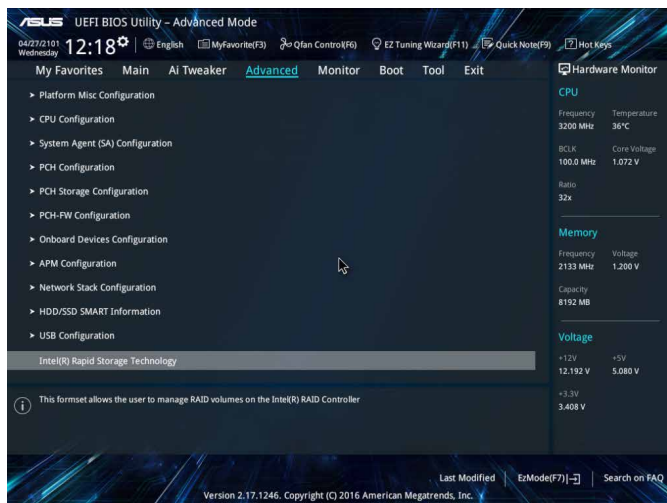 ASUS UEFI BIOS Utility – Advanced Mode
04/27/2101 Wednesday 12:18 English MyFavorite(F3) Qfan Control(F6) EZ Tuning Wizard(F11) Quick Note(F9) ? Hot Keys
My Favorites Main Ai Tweaker Advanced Monitor Boot Tool Exit
> Platform Misc Configuration
> CPU Configuration
> System Agent (SA) Configuration
> PCH Configuration
> PCH Storage Configuration
> PCH-FW Configuration
> Onboard Devices Configuration
> APM Configuration
> Network Stack Configuration
> HDD/SSD SMART Information
> USB Configuration
Intel(R) Rapid Storage Technology
i This formset allows the user to manage RAID volumes on the Intel(R) RAID Controller
Hardware Monitor
CPU
Frequency Temperature
3200 MHz 36°C
BCLK Core Voltage
100.0 MHz 1.072 V
Ratio
32x
Memory
Frequency Voltage
2133 MHz 1.200 V
Capacity
8192 MB
Voltage
+12V +5V
12.192 V 5.080 V
+3.3V
3.408 V
Last Modified EzMode(F7) Search on FAQ
Version 2.17.1246. Copyright (C) 2016 American Megatrends, Inc.